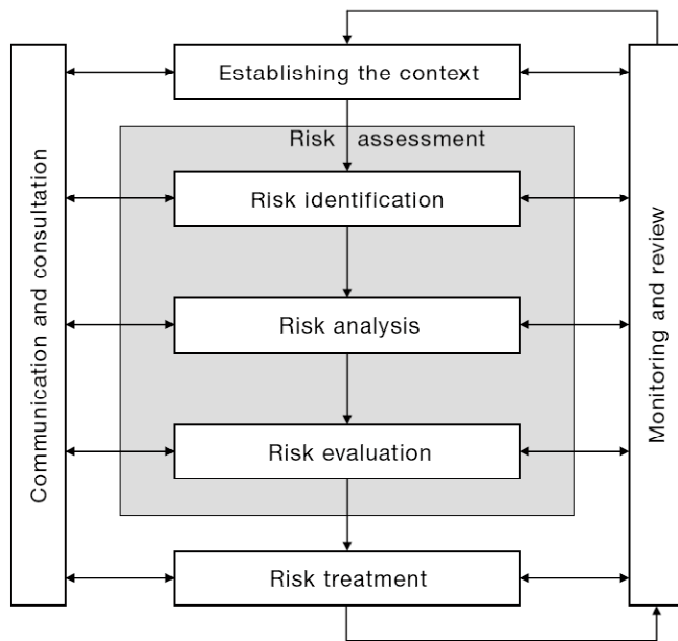 Establishing the context
Risk assessment
Risk identification
Risk analysis
Risk evaluation
Risk treatment
Communication and consultation
Monitoring and review